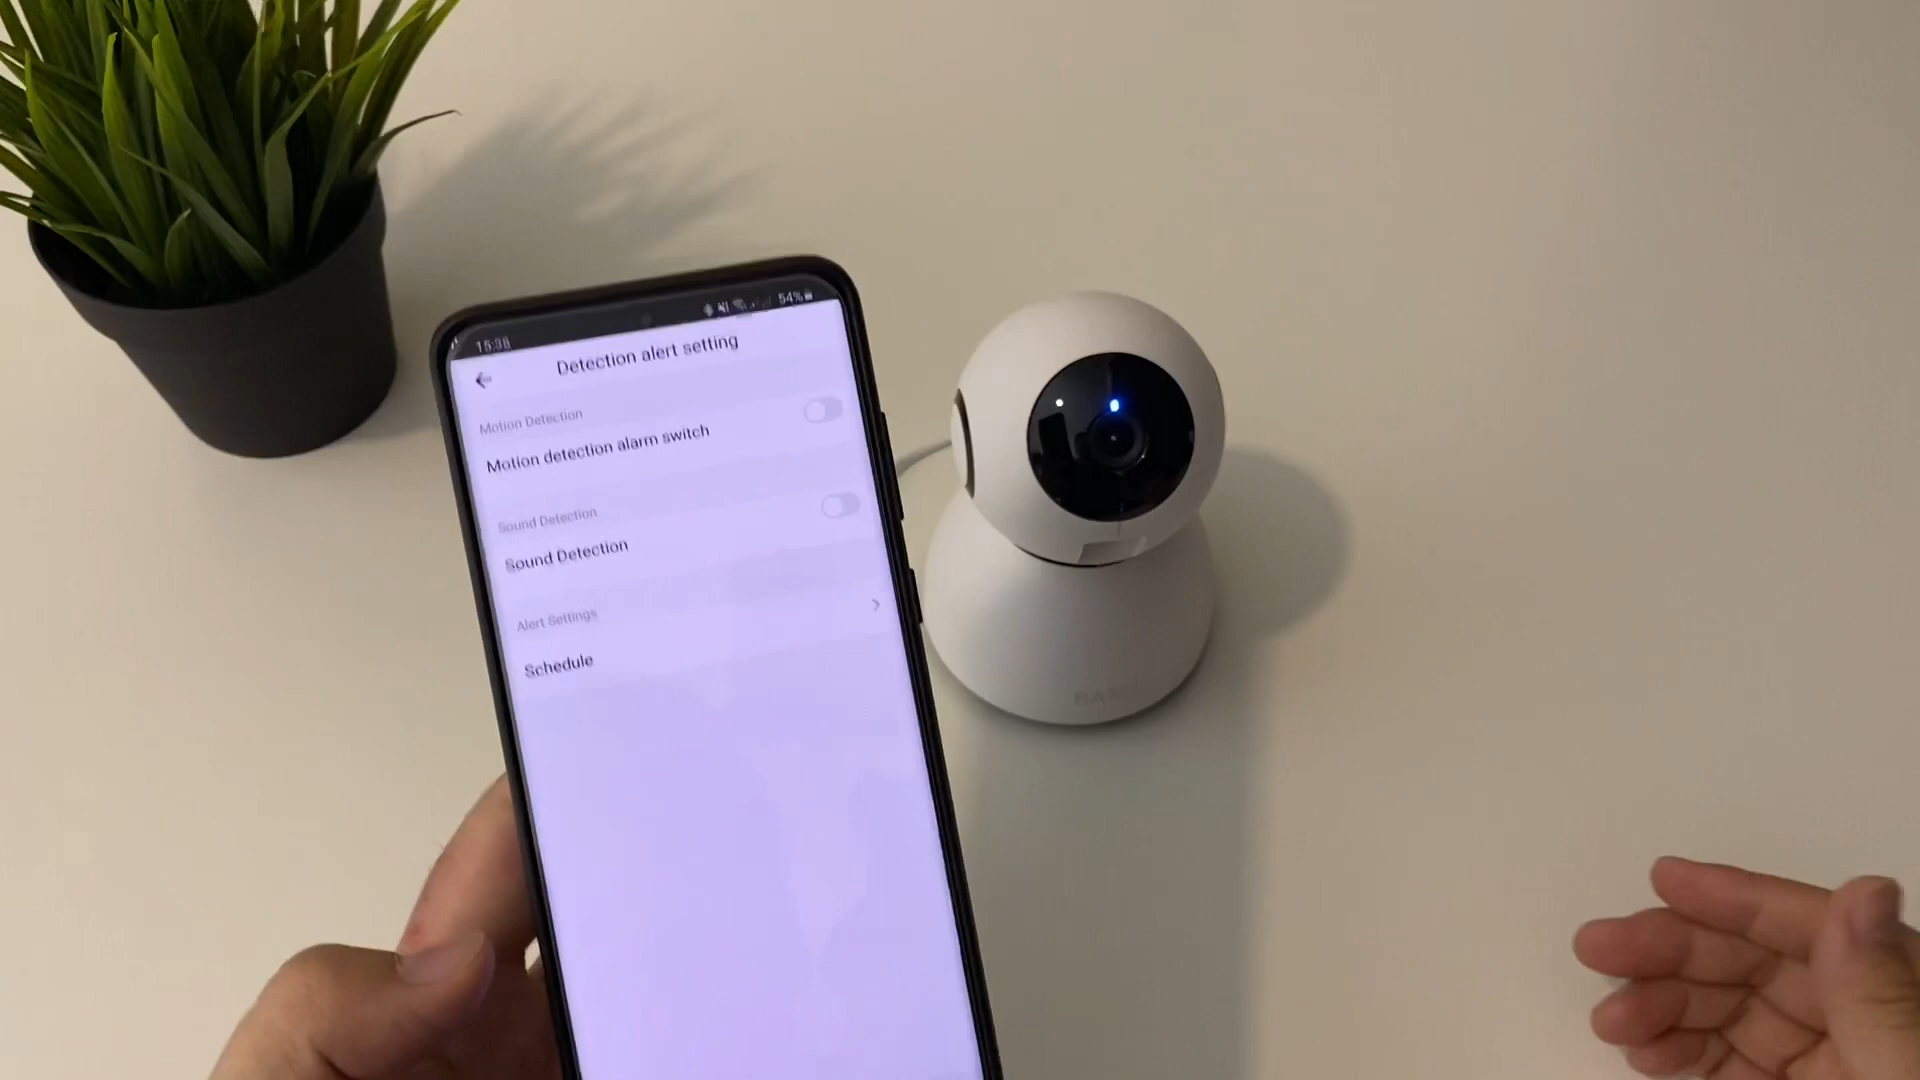 15:38
54%
Detection alert setting
Motion Detection
Motion detection alarm switch
Sound Detection
Sound Detection
Alert Settings
Schedule